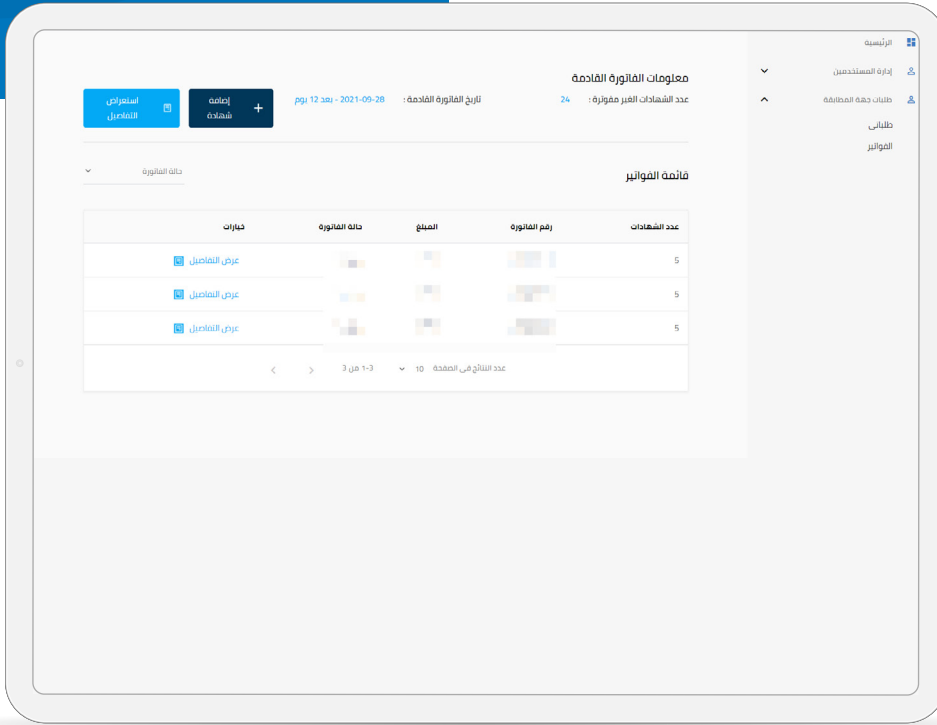 الرئيسية
إدارة المستخدمين
طلبات جهة المطابقة
طلباتى
الفواتير
معلومات الفاتورة القادمة
عدد الشهادات الغير مفوترة : 24
تاريخ الفاتورة القادمة : 2021-09-28 - بعد 12 يوم
إضافة شهادة
استعراض التفاصيل
قائمة الفواتير
حالة الفاتورة
عدد الشهادات رقم الفاتورة المبلغ حالة الفاتورة خيارات
5 عرض التفاصيل
5 عرض التفاصيل
5 عرض التفاصيل
عدد النتائج فى الصفحة 10 1-3 من 3